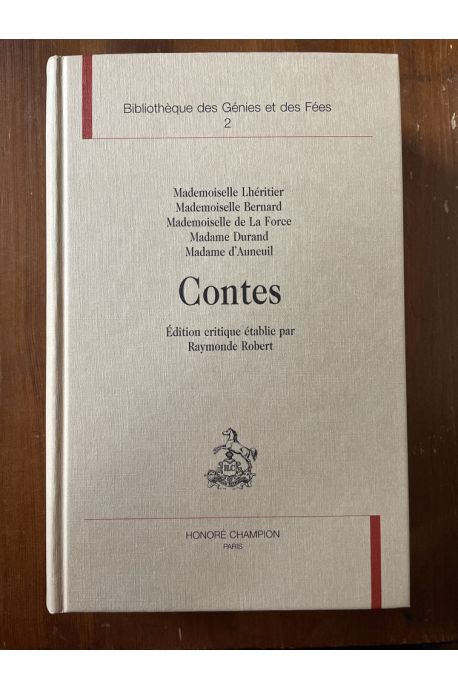 Bibliothèque des Génies et des Fées
2
Mademoiselle Lhéritier
Mademoiselle Bernard
Mademoiselle de La Force
Madame Durand
Madame d'Auneuil
Contes
Édition critique établie par
Raymonde Robert
HONORÉ CHAMPION
PARIS